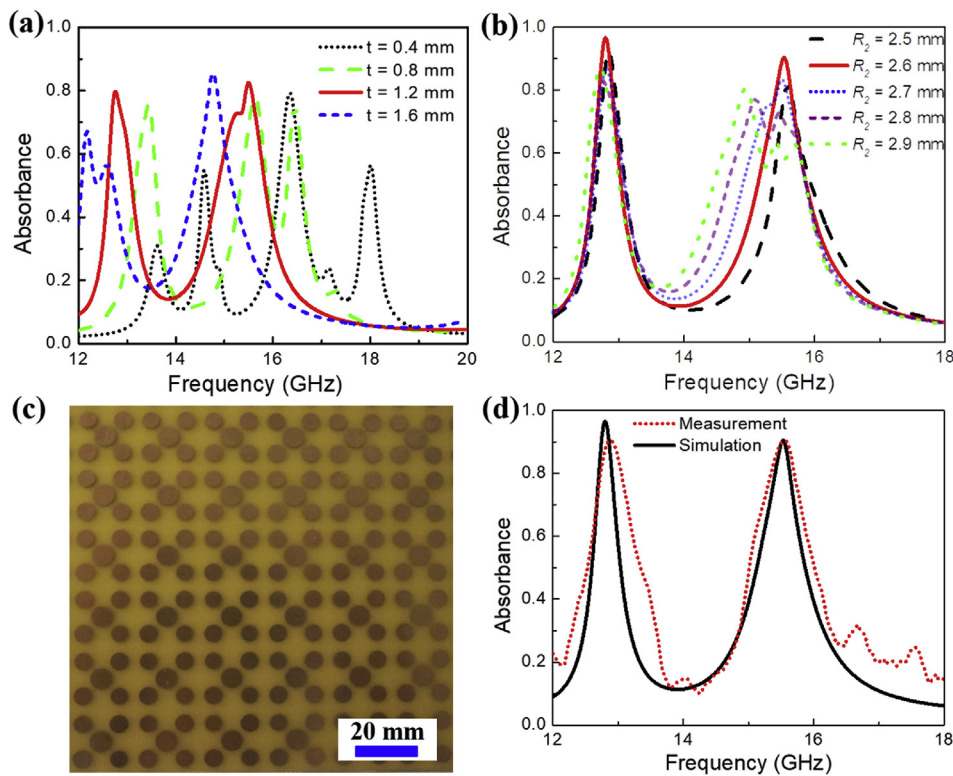 (a)
1.0
0.8
0.6
0.4
0.2
0.0
Absorbance
t = 0.4 mm
t = 0.8 mm
t = 1.2 mm
t = 1.6 mm
12 14 16 18 20
Frequency (GHz)
(b)
1.0
0.8
0.6
0.4
0.2
0.0
Absorbance
R2 = 2.5 mm
R2 = 2.6 mm
R2 = 2.7 mm
R2 = 2.8 mm
R2 = 2.9 mm
12 14 16 18
Frequency (GHz)
(c)
20 mm
(d)
1.0
0.8
0.6
0.4
0.2
0.0
Absorbance
Measurement
Simulation
12 14 16 18
Frequency (GHz)